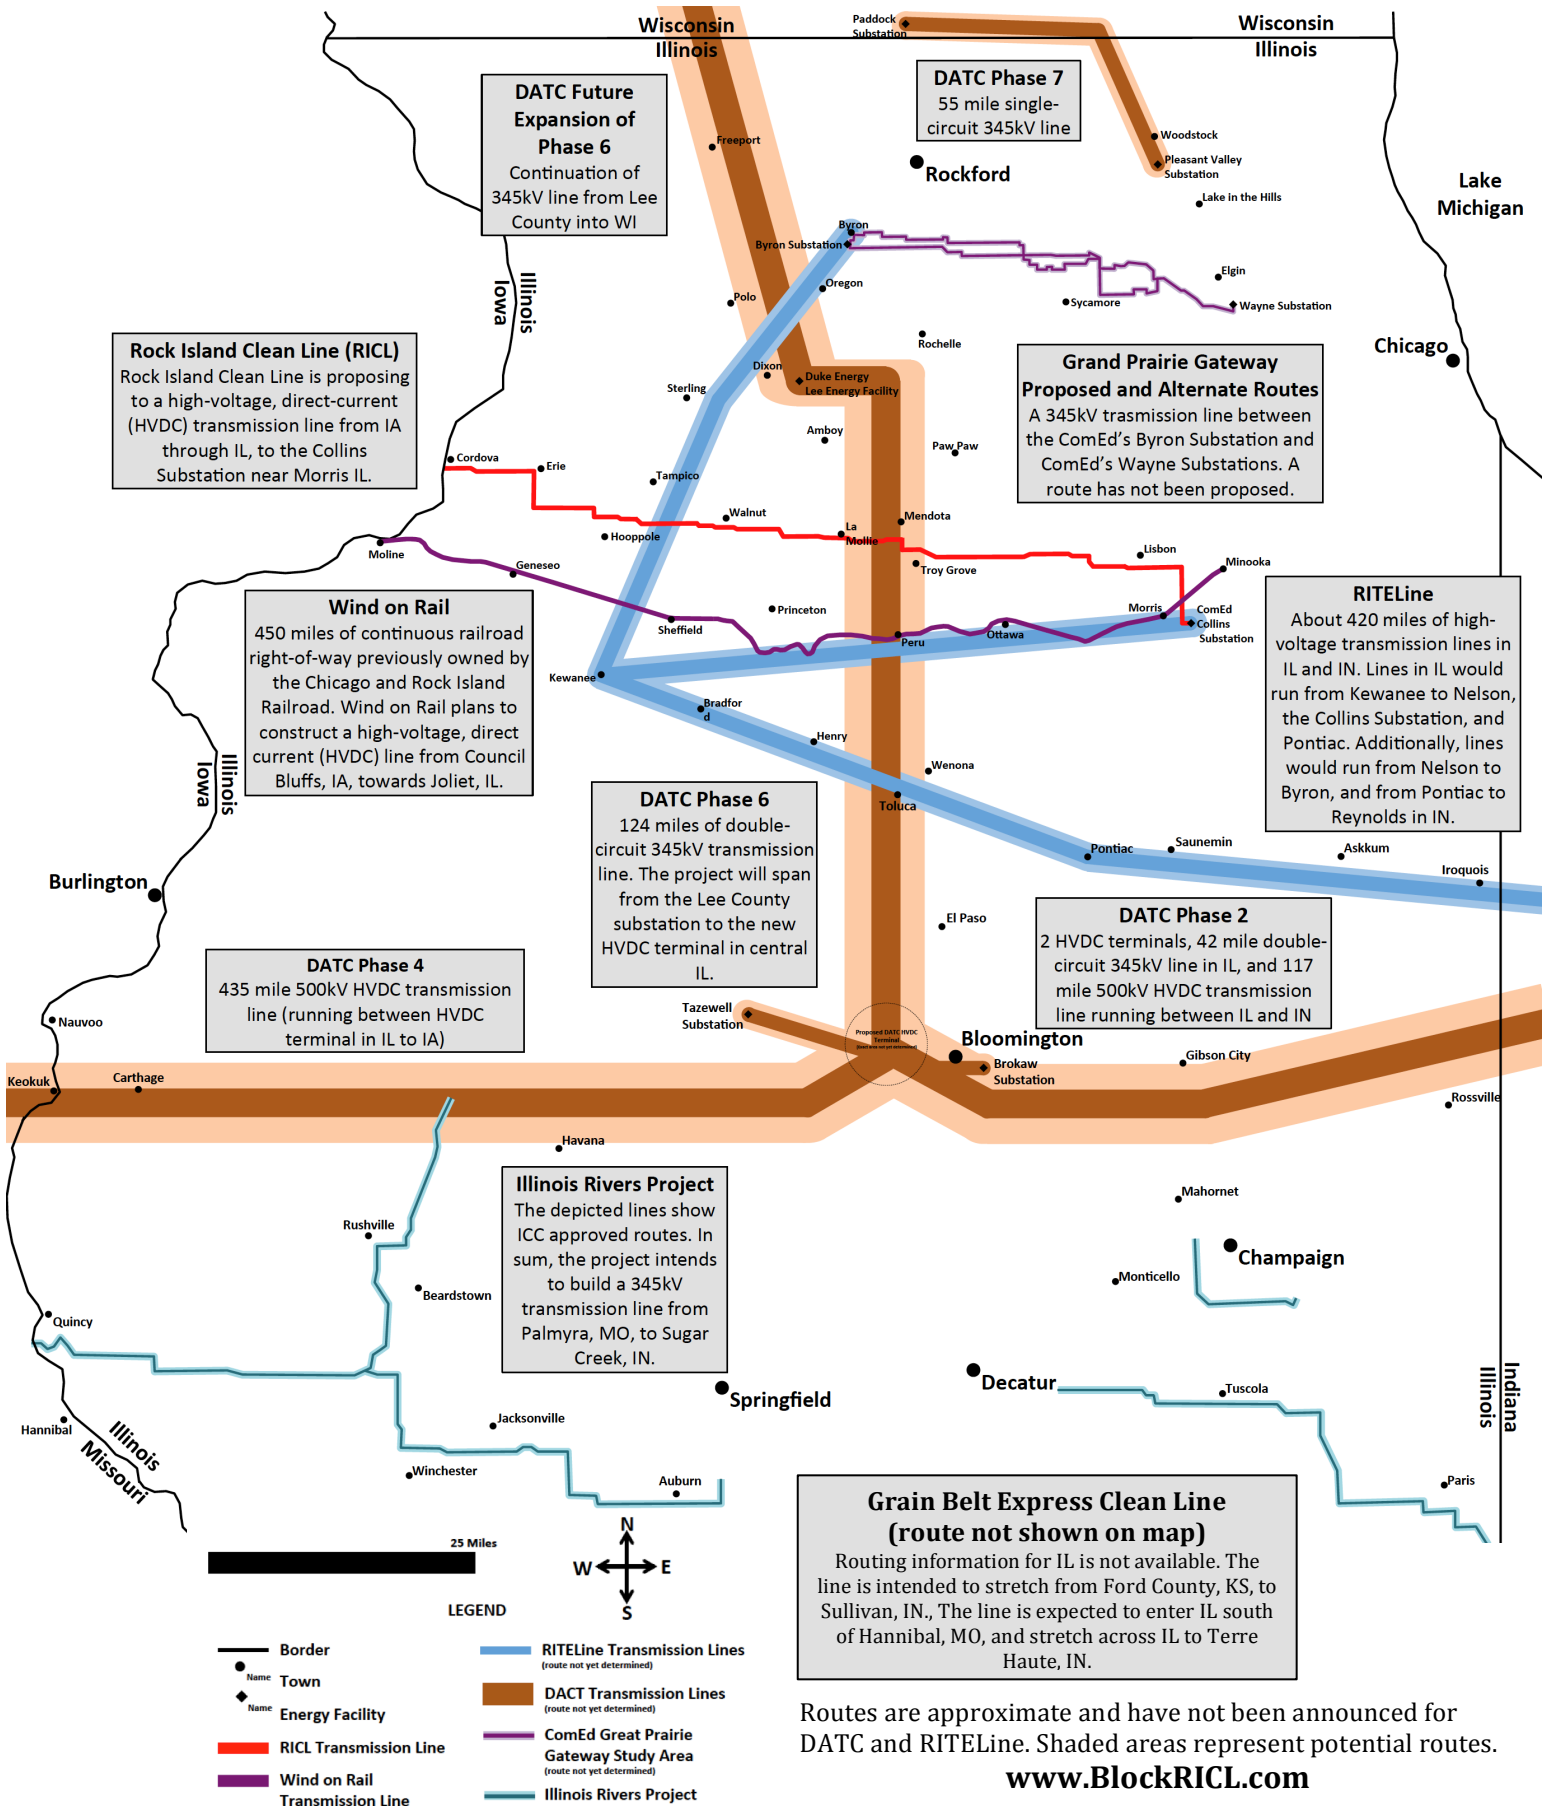 Wisconsin
Illinois
Paddock
Substation
Wisconsin
Illinois
DATC Future
Expansion of
Phase 6
Continuation of
345kV line from Lee
County into WI
DATC Phase 7
55 mile single-
circuit 345kV line
Freeport
Rockford
Woodstock
Pleasant Valley
Substation
Lake in the Hills
Lake
Michigan
Byron
Byron Substation
Oregon
Polo
Elgin
Sycamore
Wayne Substation
Illinois
Iowa
Rochelle
Chicago
Rock Island Clean Line (RICL)
Rock Island Clean Line is proposing
to a high-voltage, direct-current
(HVDC) transmission line from IA
through IL, to the Collins
Substation near Morris IL.
Dixon
Duke Energy
Lee Energy Facility
Sterling
Grand Prairie Gateway
Proposed and Alternate Routes
A 345kV trasmission line between
the ComEd's Byron Substation and
ComEd's Wayne Substations. A
route has not been proposed.
Amboy
Paw Paw
Cordova
Erie
Tampico
Walnut
La
Mollie
Mendota
Hooppole
Moline
Geneseo
Troy Grove
Lisbon
Minooka
Wind on Rail
450 miles of continuous railroad
right-of-way previously owned by
the Chicago and Rock Island
Railroad. Wind on Rail plans to
construct a high-voltage, direct
current (HVDC) line from Council
Bluffs, IA, towards Joliet, IL.
Princeton
Sheffield
Peru
Ottawa
Morris
ComEd
Collins
Substation
RITELine
About 420 miles of high-
voltage transmission lines in
IL and IN. Lines in IL would
run from Kewanee to Nelson,
the Collins Substation, and
Pontiac. Additionally, lines
would run from Nelson to
Byron, and from Pontiac to
Reynolds in IN.
Kewanee
Bradfor
d
Henry
Wenona
Toluca
Illinois
Iowa
DATC Phase 6
124 miles of double-
circuit 345kV transmission
line. The project will span
from the Lee County
substation to the new
HVDC terminal in central
IL.
Pontiac
Saunemin
Askkum
Iroquois
Burlington
El Paso
DATC Phase 2
2 HVDC terminals, 42 mile double-
circuit 345kV line in IL, and 117
mile 500kV HVDC transmission
line running between IL and IN
DATC Phase 4
435 mile 500kV HVDC transmission
line (running between HVDC
terminal in IL to IA)
Nauvoo
Tazewell
Substation
Proposed DATC HVDC
Terminal
(exact area not yet determined)
Bloomington
Brokaw
Substation
Gibson City
Keokuk
Carthage
Rossville
Havana
Illinois Rivers Project
The depicted lines show
ICC approved routes. In
sum, the project intends
to build a 345kV
transmission line from
Palmyra, MO, to Sugar
Creek, IN.
Mahornet
Rushville
Champaign
Beardstown
Monticello
Quincy
Decatur
Springfield
Tuscola
Illinois
Indiana
Hannibal
Illinois
Missouri
Jacksonville
Winchester
Auburn
Paris
Grain Belt Express Clean Line
(route not shown on map)
Routing information for IL is not available. The
line is intended to stretch from Ford County, KS, to
Sullivan, IN., The line is expected to enter IL south
of Hannibal, MO, and stretch across IL to Terre
Haute, IN.
25 Miles
N
W
E
S
LEGEND
Border
Name
Town
Name
Energy Facility
RICL Transmission Line
Wind on Rail
Transmission Line
RITELine Transmission Lines
(route not yet determined)
DACT Transmission Lines
(route not yet determined)
ComEd Great Prairie
Gateway Study Area
(route not yet determined)
Illinois Rivers Project
Routes are approximate and have not been announced for
DATC and RITELine. Shaded areas represent potential routes.
www.BlockRICL.com